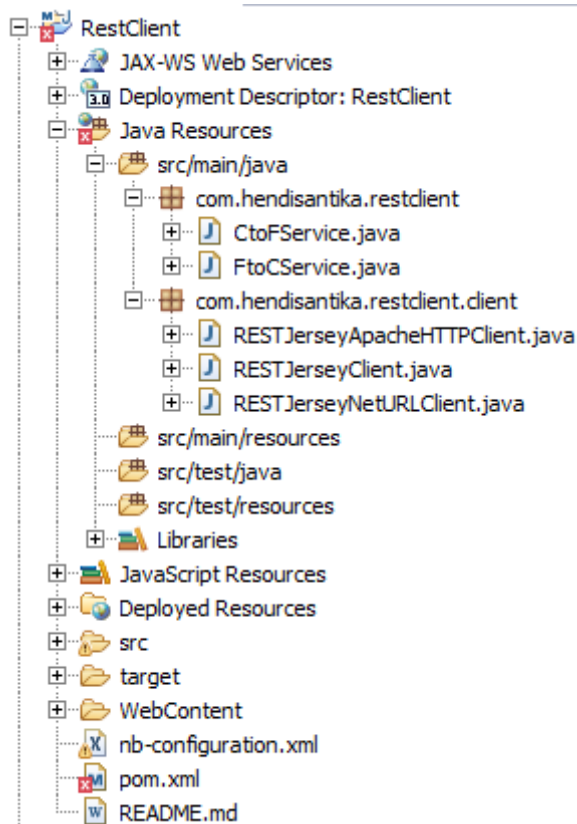 RestClient
JAX-WS Web Services
3.0 Deployment Descriptor: RestClient
Java Resources
src/main/java
com.hendisantika.restclient
CtoFService.java
FtoCService.java
com.hendisantika.restclient.client
RESTJerseyApacheHTTPClient.java
RESTJerseyClient.java
RESTJerseyNetURLClient.java
src/main/resources
src/test/java
src/test/resources
Libraries
JavaScript Resources
Deployed Resources
src
target
WebContent
nb-configuration.xml
pom.xml
README.md